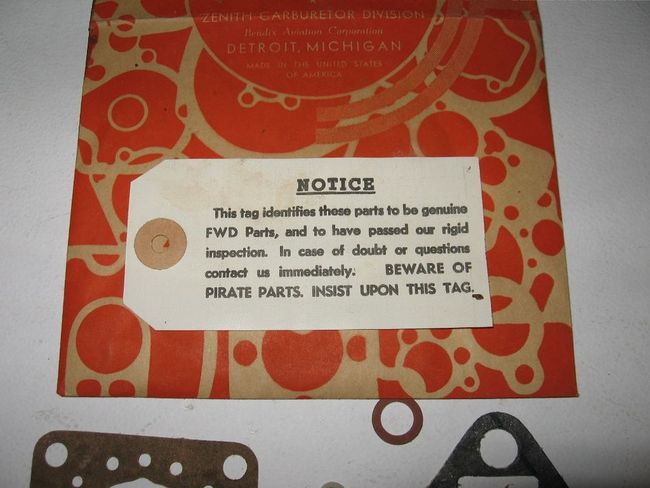 ZENITH CARBURETOR DIVISION
Bendix Aviation Corporation
DETROIT, MICHIGAN
MADE IN THE UNITED STATES
OF AMERICA
NOTICE
This tag identifies these parts to be genuine
FWD Parts, and to have passed our rigid
inspection. In case of doubt or questions
contact us immediately. BEWARE OF
PIRATE PARTS. INSIST UPON THIS TAG.